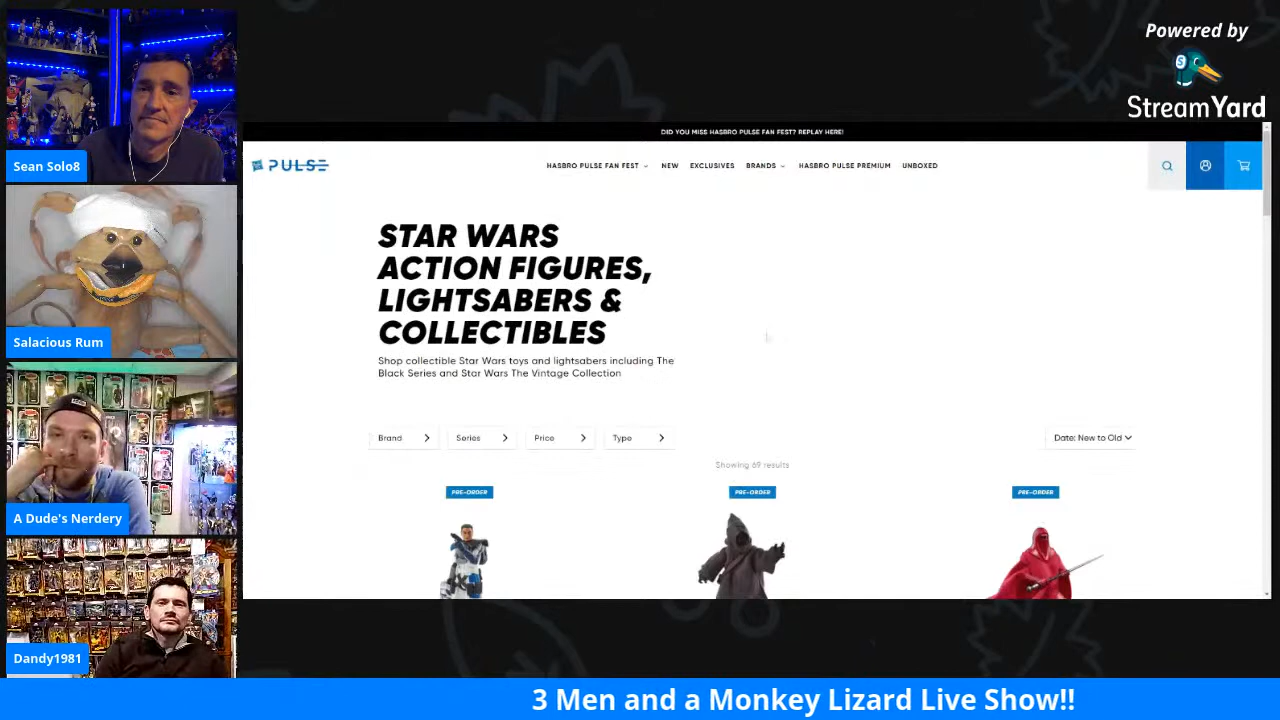 Powered by
StreamYard
Sean Solo8
Salacious Rum
A Dude's Nerdery
Dandy1981
DID YOU MISS HASBRO PULSE FAN FEST? REPLAY HERE!
PULSE
HASBRO PULSE FAN FEST
NEW
EXCLUSIVES
BRANDS
HASBRO PULSE PREMIUM
UNBOXED
STAR WARS
ACTION FIGURES,
LIGHTSABERS &
COLLECTIBLES
Shop collectible Star Wars toys and lightsabers including The
Black Series and Star Wars The Vintage Collection
Brand
Series
Price
Type
Date: New to Old
Showing 69 results
PRE-ORDER
PRE-ORDER
PRE-ORDER
3 Men and a Monkey Lizard Live Show!!